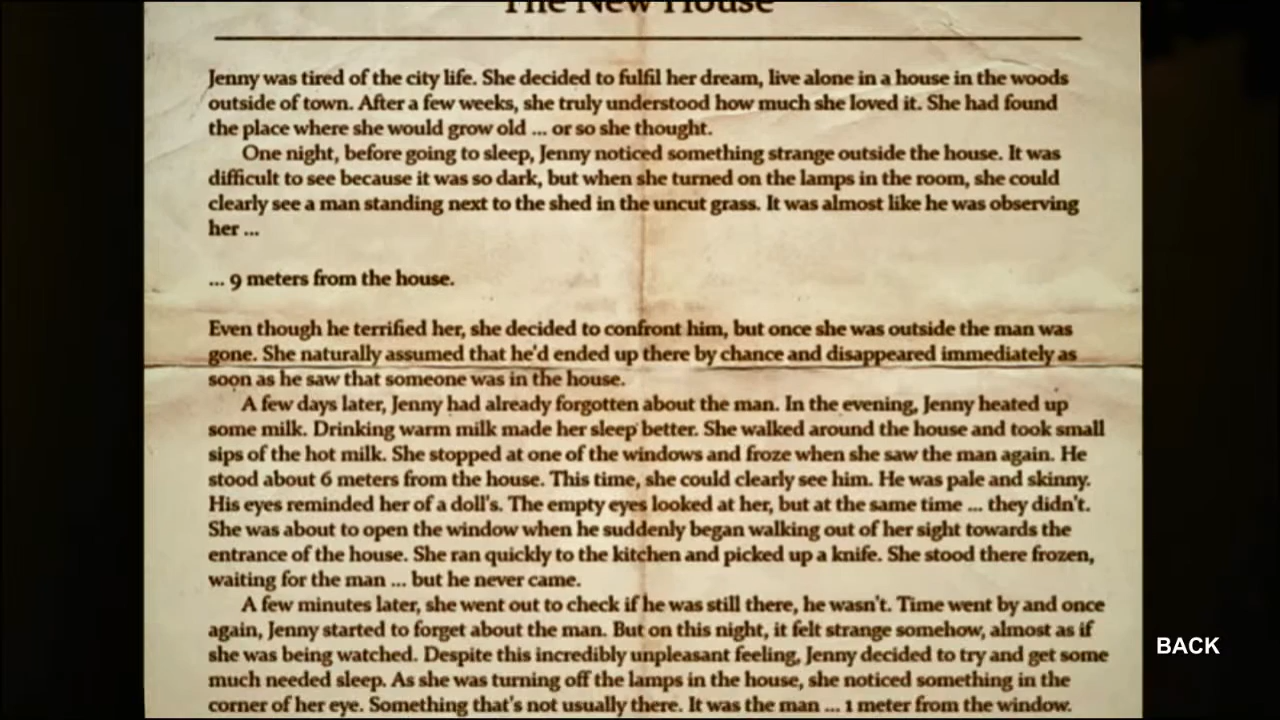 The New House
Jenny was tired of the city life. She decided to fulfil her dream, live alone in a house in the woods
outside of town. After a few weeks, she truly understood how much she loved it. She had found
the place where she would grow old ... or so she thought.
One night, before going to sleep, Jenny noticed something strange outside the house. It was
difficult to see because it was so dark, but when she turned on the lamps in the room, she could
clearly see a man standing next to the shed in the uncut grass. It was almost like he was observing
her ...
... 9 meters from the house.
Even though he terrified her, she decided to confront him, but once she was outside the man was
gone. She naturally assumed that he'd ended up there by chance and disappeared immediately as
soon as he saw that someone was in the house.
A few days later, Jenny had already forgotten about the man. In the evening, Jenny heated up
some milk. Drinking warm milk made her sleep better. She walked around the house and took small
sips of the hot milk. She stopped at one of the windows and froze when she saw the man again. He
stood about 6 meters from the house. This time, she could clearly see him. He was pale and skinny.
His eyes reminded her of a doll's. The empty eyes looked at her, but at the same time ... they didn't.
She was about to open the window when he suddenly began walking out of her sight towards the
entrance of the house. She ran quickly to the kitchen and picked up a knife. She stood there frozen,
waiting for the man ... but he never came.
A few minutes later, she went out to check if he was still there, he wasn't. Time went by and once
again, Jenny started to forget about the man. But on this night, it felt strange somehow, almost as if
she was being watched. Despite this incredibly unpleasant feeling, Jenny decided to try and get some
much needed sleep. As she was turning off the lamps in the house, she noticed something in the
corner of her eye. Something that's not usually there. It was the man ... 1 meter from the window.
BACK